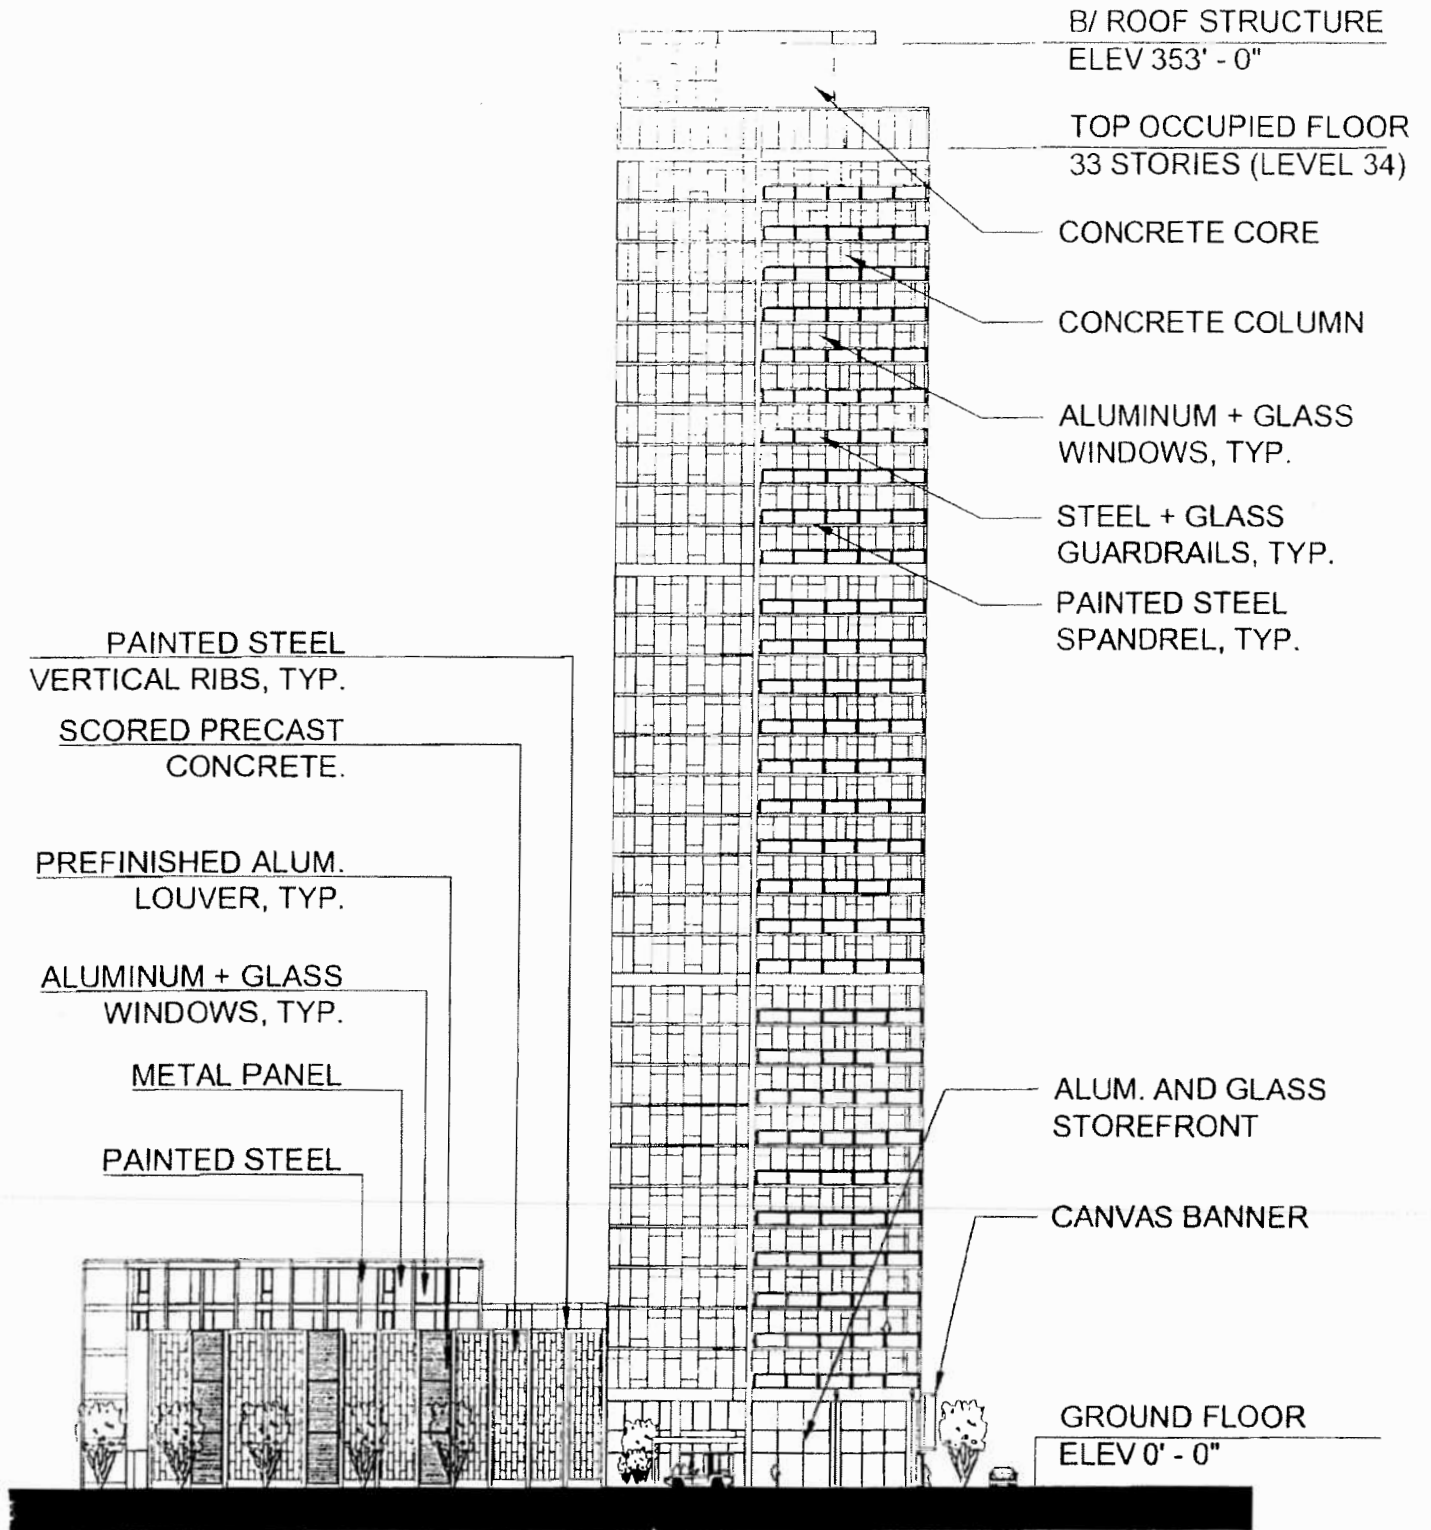 B/ ROOF STRUCTURE
ELEV 353' - 0"
TOP OCCUPIED FLOOR
33 STORIES (LEVEL 34)
CONCRETE CORE
CONCRETE COLUMN
ALUMINUM + GLASS
WINDOWS, TYP.
STEEL + GLASS
GUARDRAILS, TYP.
PAINTED STEEL
SPANDREL, TYP.
PAINTED STEEL
VERTICAL RIBS, TYP.
SCORED PRECAST
CONCRETE.
PREFINISHED ALUM.
LOUVER, TYP.
ALUMINUM + GLASS
WINDOWS, TYP.
METAL PANEL
PAINTED STEEL
ALUM. AND GLASS
STOREFRONT
CANVAS BANNER
GROUND FLOOR
ELEV 0' - 0"